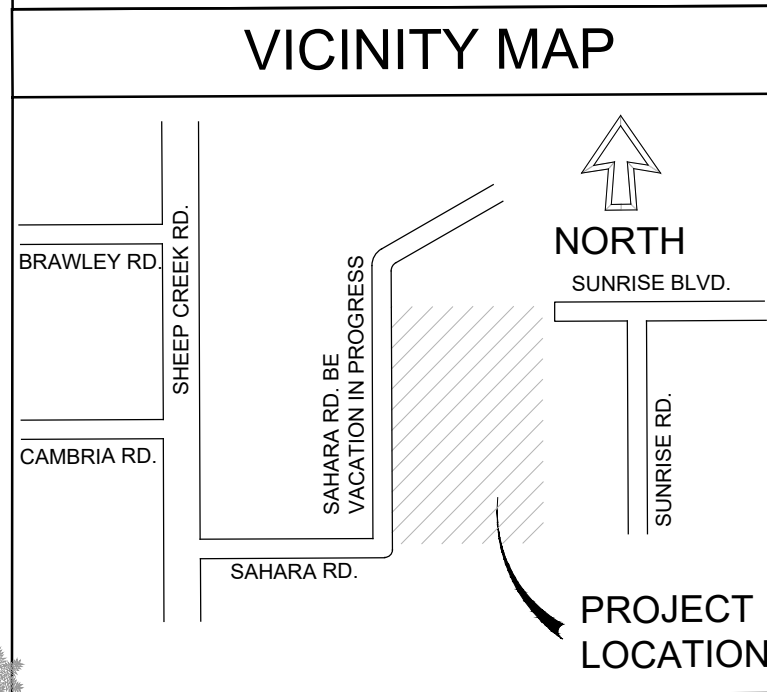 VICINITY MAP
NORTH
SUNRISE BLVD.
BRAWLEY RD.
SHEEP CREEK RD.
SAHARA RD. BE
VACATION IN PROGRESS
CAMBRIA RD.
SUNRISE RD.
SAHARA RD.
PROJECT
LOCATION